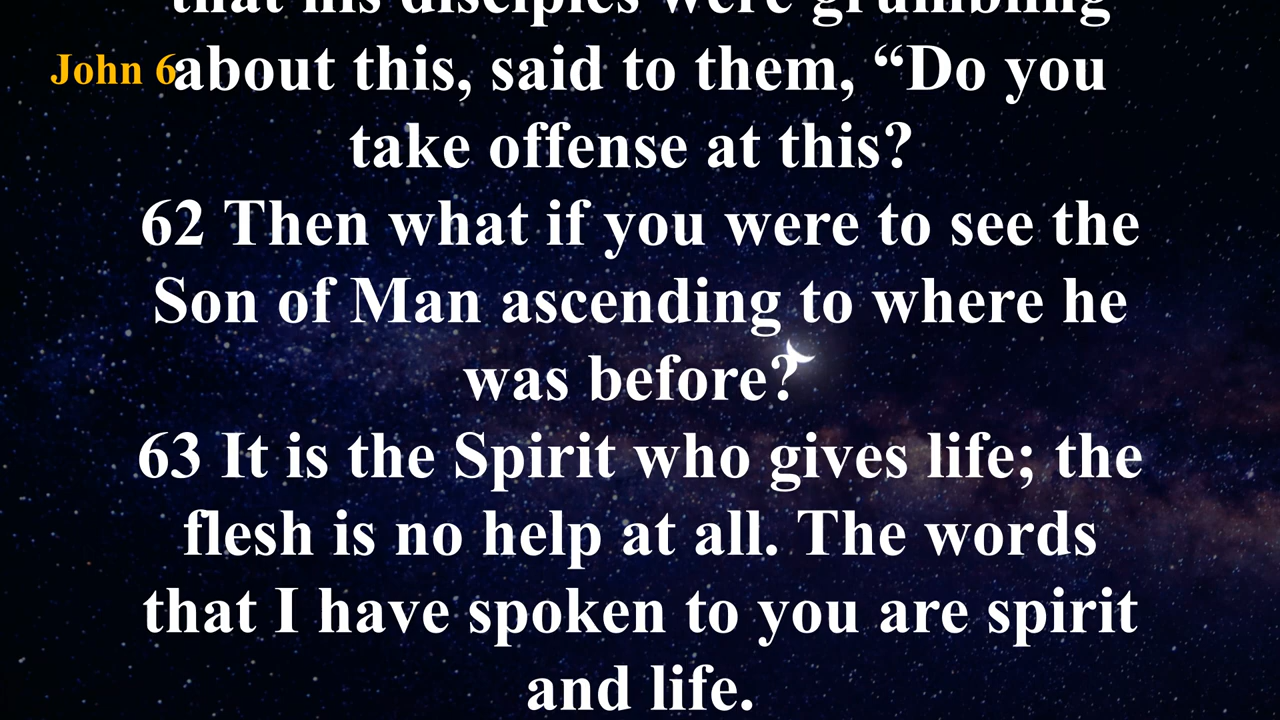 that his disciples were grumbling
John 6
about this, said to them, “Do you
take offense at this?
62 Then what if you were to see the
Son of Man ascending to where he
was before?
63 It is the Spirit who gives life; the
flesh is no help at all. The words
that I have spoken to you are spirit
and life.